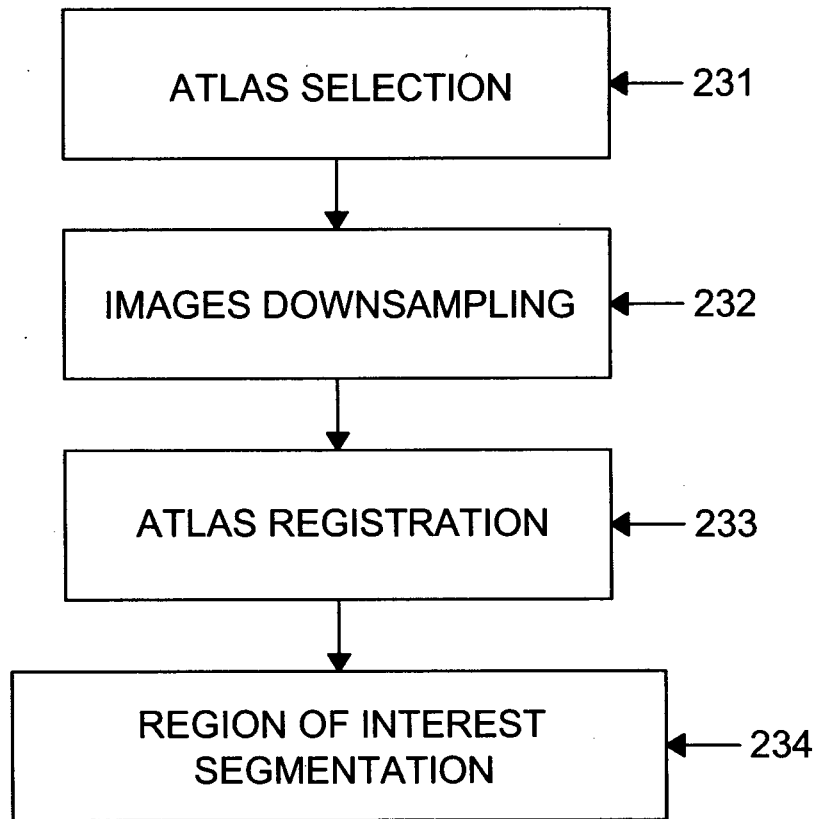 ATLAS SELECTION
231
IMAGES DOWNSAMPLING
232
ATLAS REGISTRATION
233
REGION OF INTEREST
SEGMENTATION
234